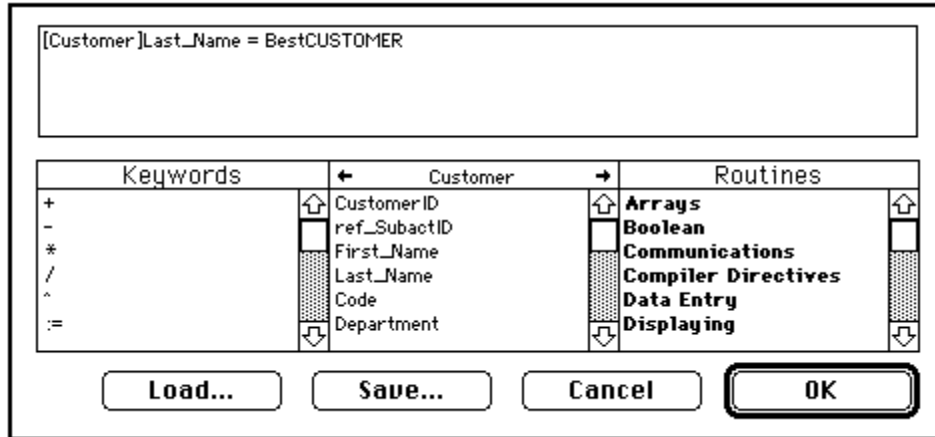 [Customer]Last_Name = BestCUSTOMER
Keywords
+
-
*
/
^
:=
← Customer →
CustomerID
ref_SubactID
First_Name
Last_Name
Code
Department
Routines
Arrays
Boolean
Communications
Compiler Directives
Data Entry
Displaying
Load...
Save...
Cancel
OK